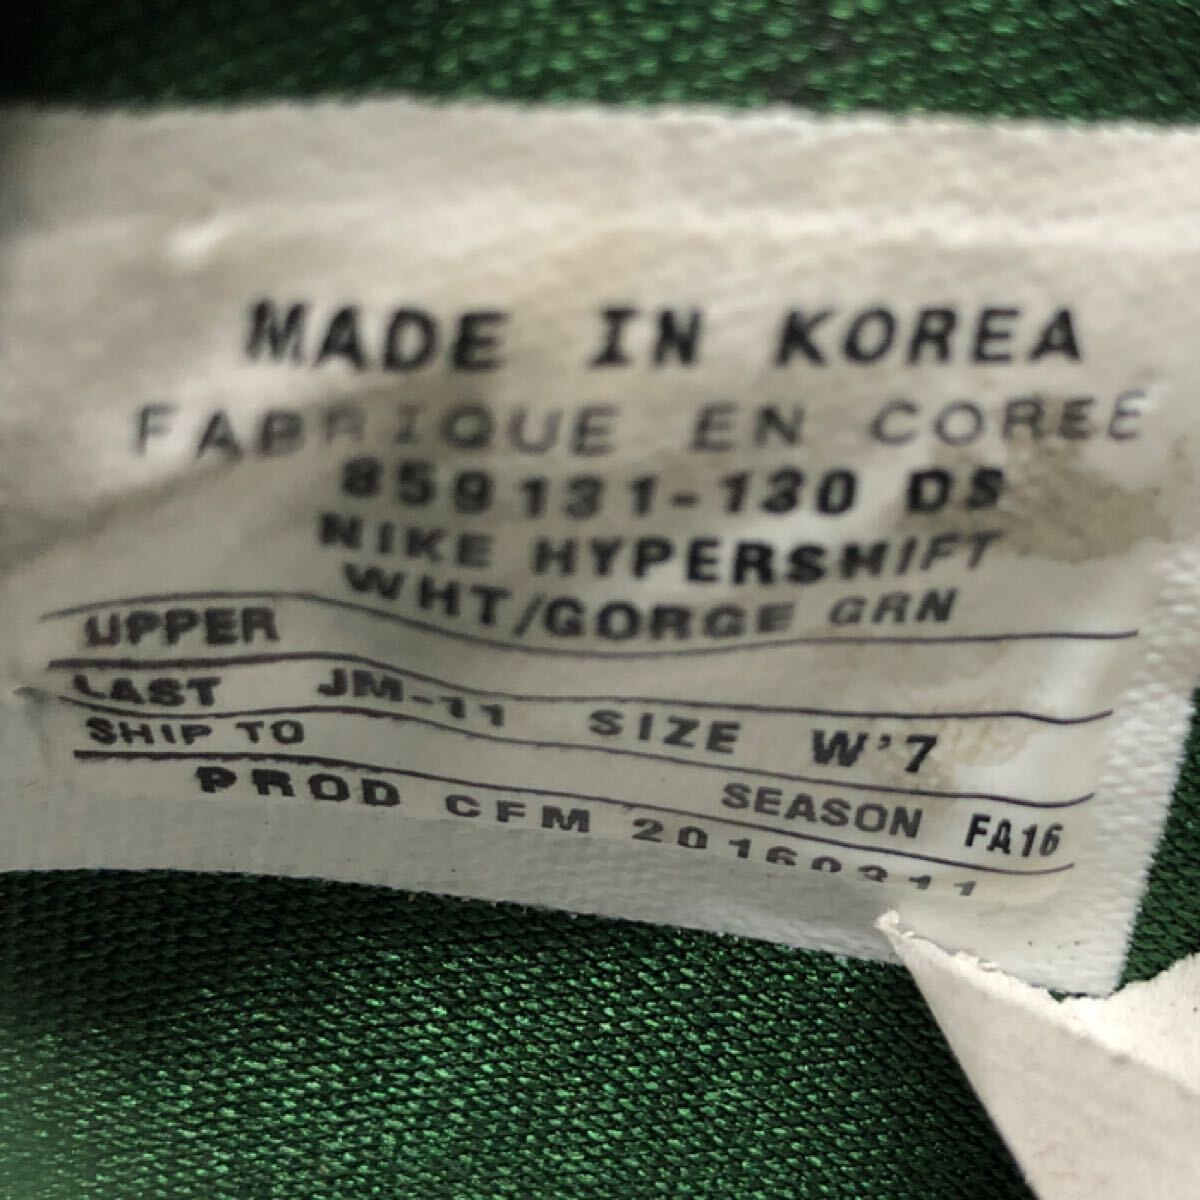 MADE IN KOREA
FABRIQUE EN COREE
859131-130 DS
NIKE HYPERSHIFT
WHT/GORGE GRN
UPPER
LAST JM-11 SIZE W'7
SHIP TO SEASON FA16
PROD CFM 20160311